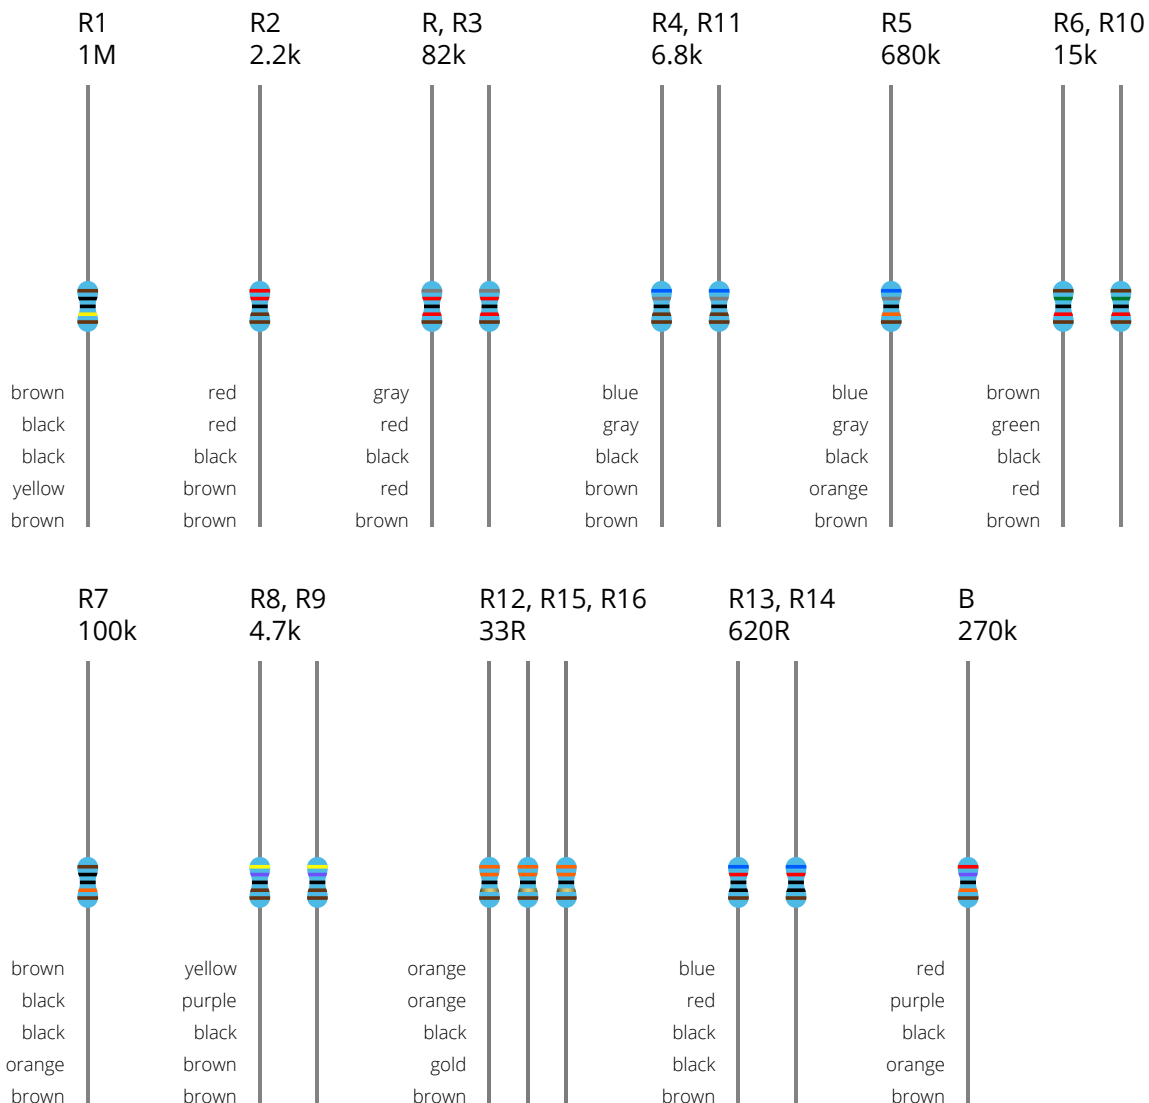 R1
1M
brown
black
black
yellow
brown
R2
2.2k
red
red
black
brown
brown
R, R3
82k
gray
red
black
red
brown
R4, R11
6.8k
blue
gray
black
brown
brown
R5
680k
blue
gray
black
orange
brown
R6, R10
15k
brown
green
black
red
brown
R7
100k
brown
black
black
orange
brown
R8, R9
4.7k
yellow
purple
black
brown
brown
R12, R15, R16
33R
orange
orange
black
gold
brown
R13, R14
620R
blue
red
black
black
brown
B
270k
red
purple
black
orange
brown